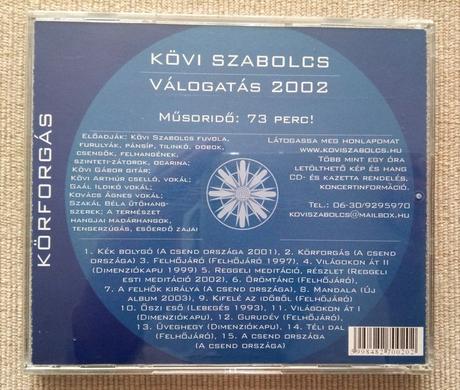 KÖRFORGÁS
KÖVI SZABOLCS
VÁLOGATÁS 2002
MŰSORIDŐ: 73 PERC!
ELŐADJÁK: KÖVI SZABOLCS FUVOLA,
FURULYÁK, PÁNSÍP, TILINKÓ, DOBOK,
CSENGŐK, FELHANGÉNEK,
SZINTETI-ZÁTOROK, OCARINA;
KÖVI GÁBOR GITÁR;
KÖVI ARTHUR CSELLÓ, VOKÁL;
GAÁL ILDIKÓ VOKÁL;
KOVÁCS ÁGNES VOKÁL;
SZAKÁL BÉLA ÜTŐHANG-
SZEREK; A TERMÉSZET
HANGJAI MADÁRHANGOK,
TENGERZÚGÁS, ESŐERDŐ ZAJAI
LÁTOGASSA MEG HONLAPOMAT
WWW.KOVISZABOLCS.HU
TÖBB MINT EGY ÓRA
LETÖLTHETŐ KÉP ÉS HANG
CD- ÉS KAZETTA RENDELÉS,
KONCERTINFORMÁCIÓ.
TEL.: 06-30/9295970
KOVISZABOLCS@MAILBOX.HU
1. KÉK BOLYGÓ (A CSEND ORSZÁGA 2001), 2. KÖRFORGÁS (A CSEND
ORSZÁGA) 3. FELHŐJÁRÓ (FELHŐJÁRÓ 1997), 4. VILÁGOKON ÁT II
(DIMENZIÓKAPU 1999) 5. REGGELI MEDITÁCIÓ, RÉSZLET (REGGELI
ESTI MEDITÁCIÓ 2002), 6. ÖRÖMTÁNC (FELHŐJÁRÓ),
7. A FELHŐK KIRÁLYA (A CSEND ORSZÁGA), 8. MANDALA (ÚJ
ALBUM 2003), 9. KIFELÉ AZ IDŐBŐL (FELHŐJÁRÓ)
10. ŐSZI ESŐ (LEBEGÉS 1993), 11. VILÁGOKON ÁT I
(DIMENZIÓKAPU), 12. GURUDÉV (FELHŐJÁRÓ),
13. ÜVEGHEGY (DIMENZIÓKAPU), 14. TÉLI DAL
(FELHŐJÁRÓ), 15. A CSEND ORSZÁGA
(A CSEND ORSZÁGA)
5998482700202